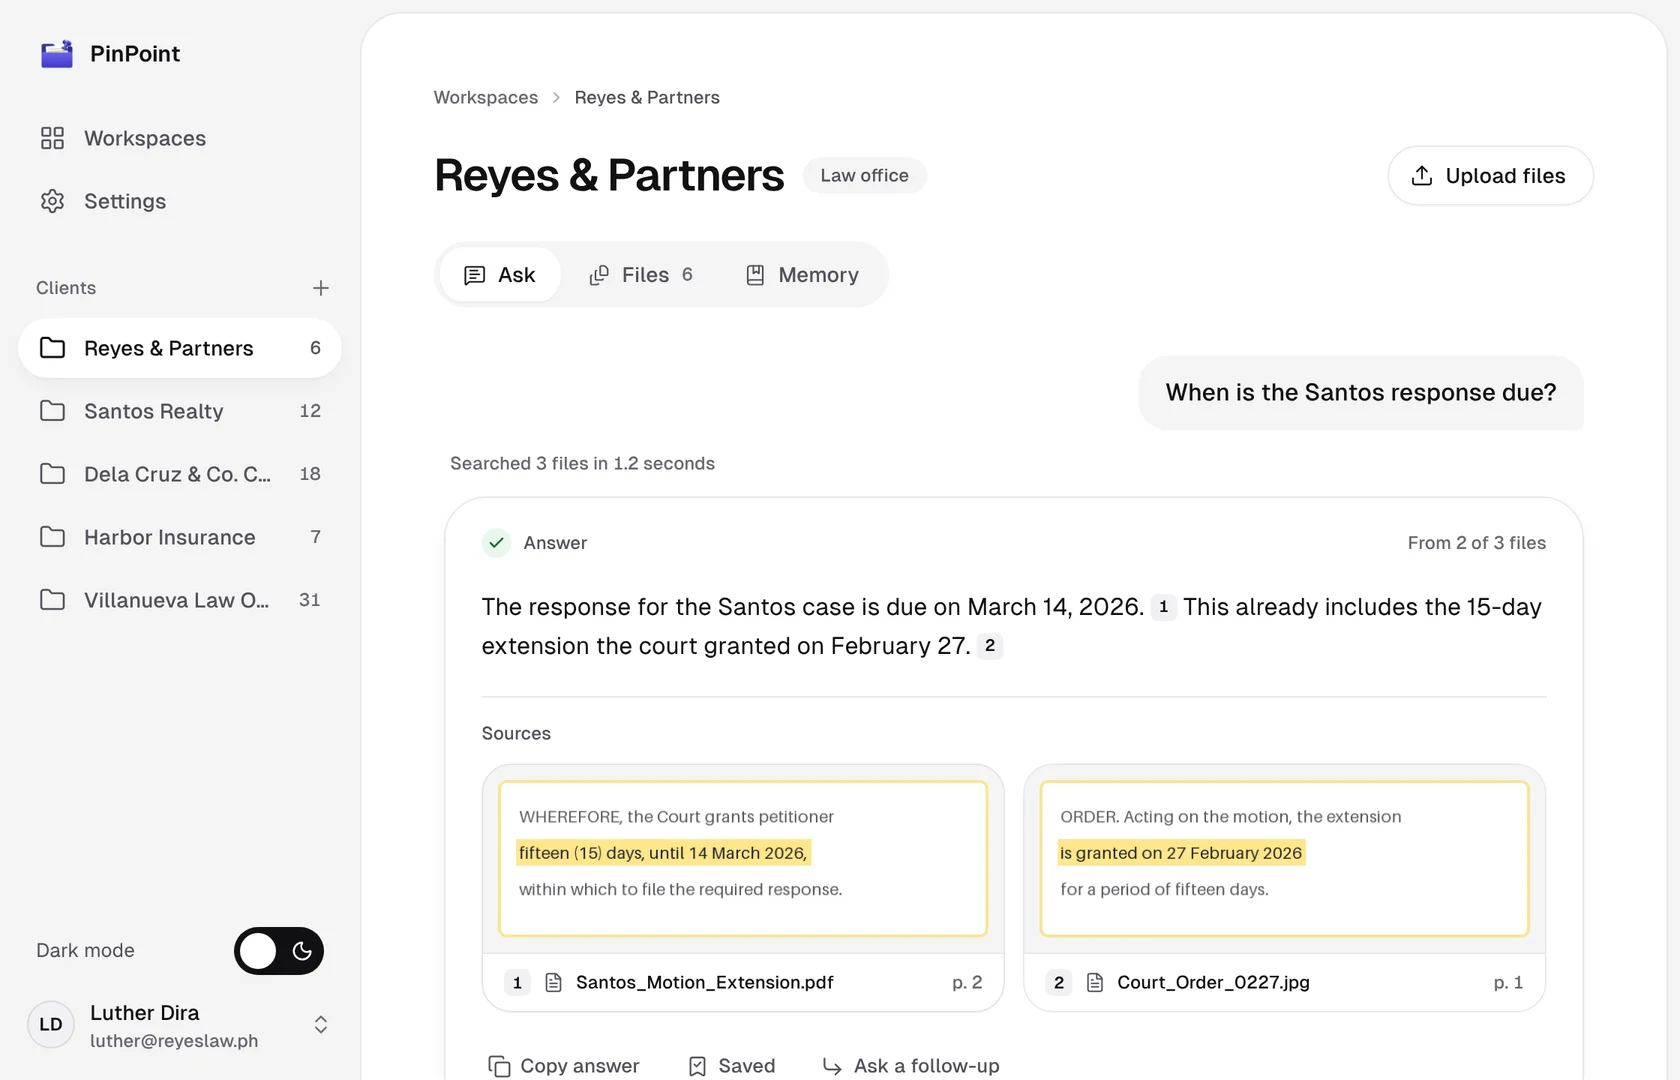 PinPoint
Workspaces
Settings
Clients
Reyes & Partners 6
Santos Realty 12
Dela Cruz & Co. C... 18
Harbor Insurance 7
Villanueva Law O... 31
Dark mode
LD
Luther Dira
luther@reyeslaw.ph
Workspaces > Reyes & Partners
Reyes & Partners Law office
Upload files
Ask Files 6 Memory
When is the Santos response due?
Searched 3 files in 1.2 seconds
Answer From 2 of 3 files
The response for the Santos case is due on March 14, 2026. 1 This already includes the 15-day
extension the court granted on February 27. 2
Sources
WHEREFORE, the Court grants petitioner
fifteen (15) days, until 14 March 2026,
within which to file the required response.
1 Santos_Motion_Extension.pdf p. 2
ORDER. Acting on the motion, the extension
is granted on 27 February 2026
for a period of fifteen days.
2 Court_Order_0227.jpg p. 1
Copy answer Saved Ask a follow-up